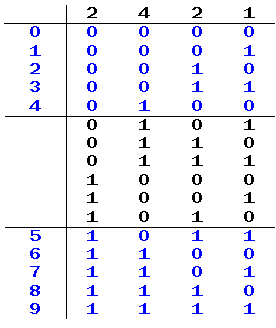 2 4 2 1
0 0 0 0 0
1 0 0 0 1
2 0 0 1 0
3 0 0 1 1
4 0 1 0 0
0 1 0 1
0 1 1 0
0 1 1 1
1 0 0 0
1 0 0 1
1 0 1 0
5 1 0 1 1
6 1 1 0 0
7 1 1 0 1
8 1 1 1 0
9 1 1 1 1